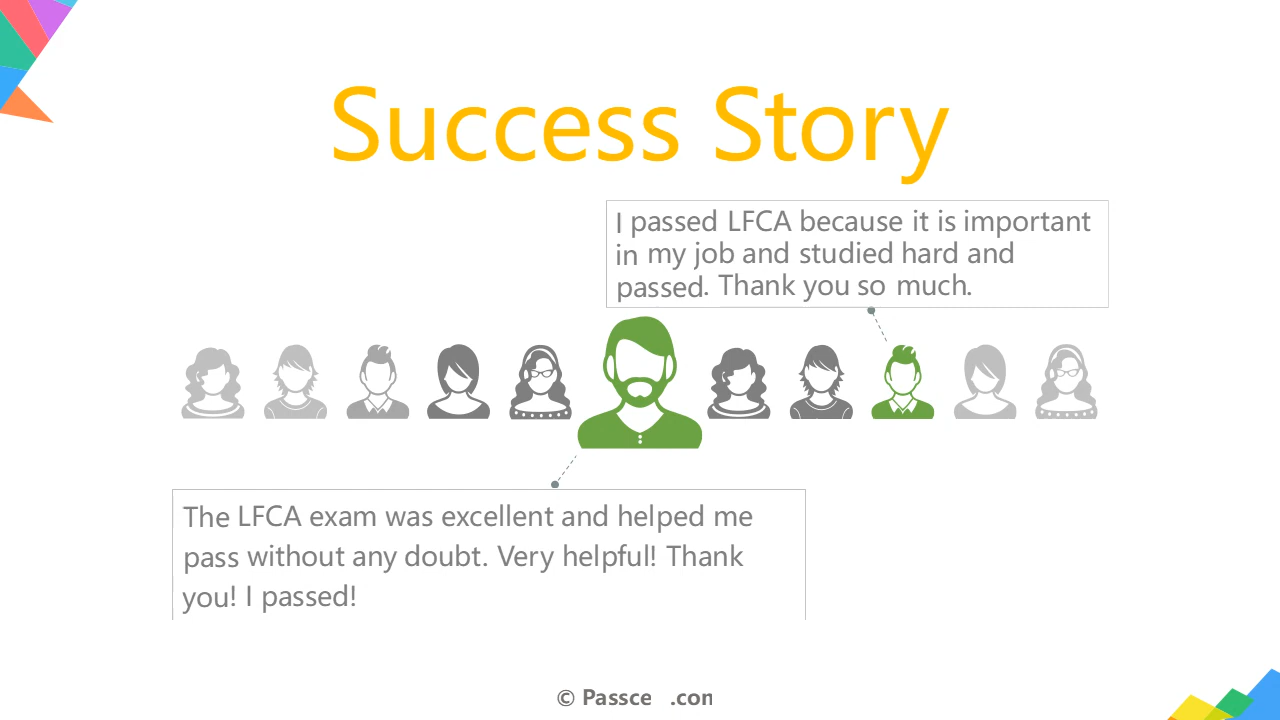 Success Story
I passed LFCA because it is important
in my job and studied hard and
passed. Thank you so much.
The LFCA exam was excellent and helped me
pass without any doubt. Very helpful! Thank
you! I passed!
© Passce .con